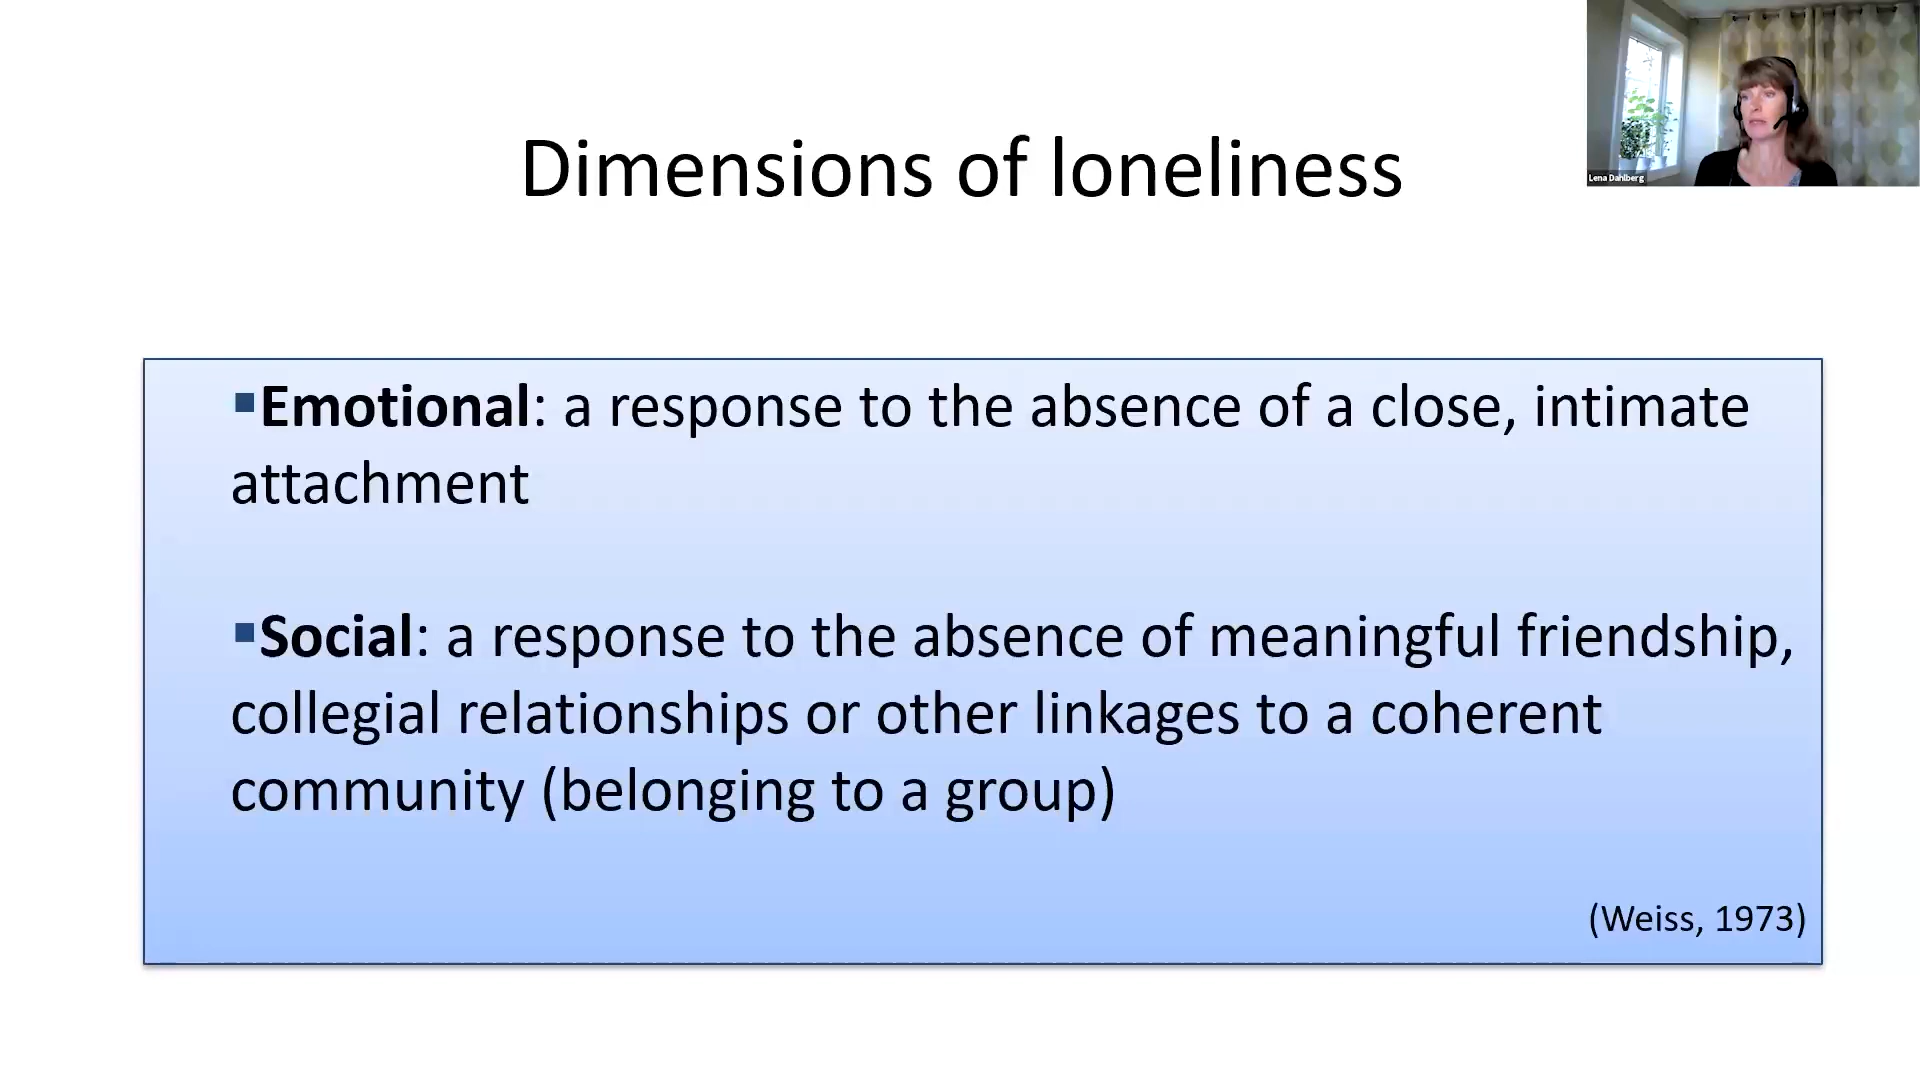 Dimensions of loneliness
Lena Dahlberg
▪Emotional: a response to the absence of a close, intimate
attachment
▪Social: a response to the absence of meaningful friendship,
collegial relationships or other linkages to a coherent
community (belonging to a group)
(Weiss, 1973)